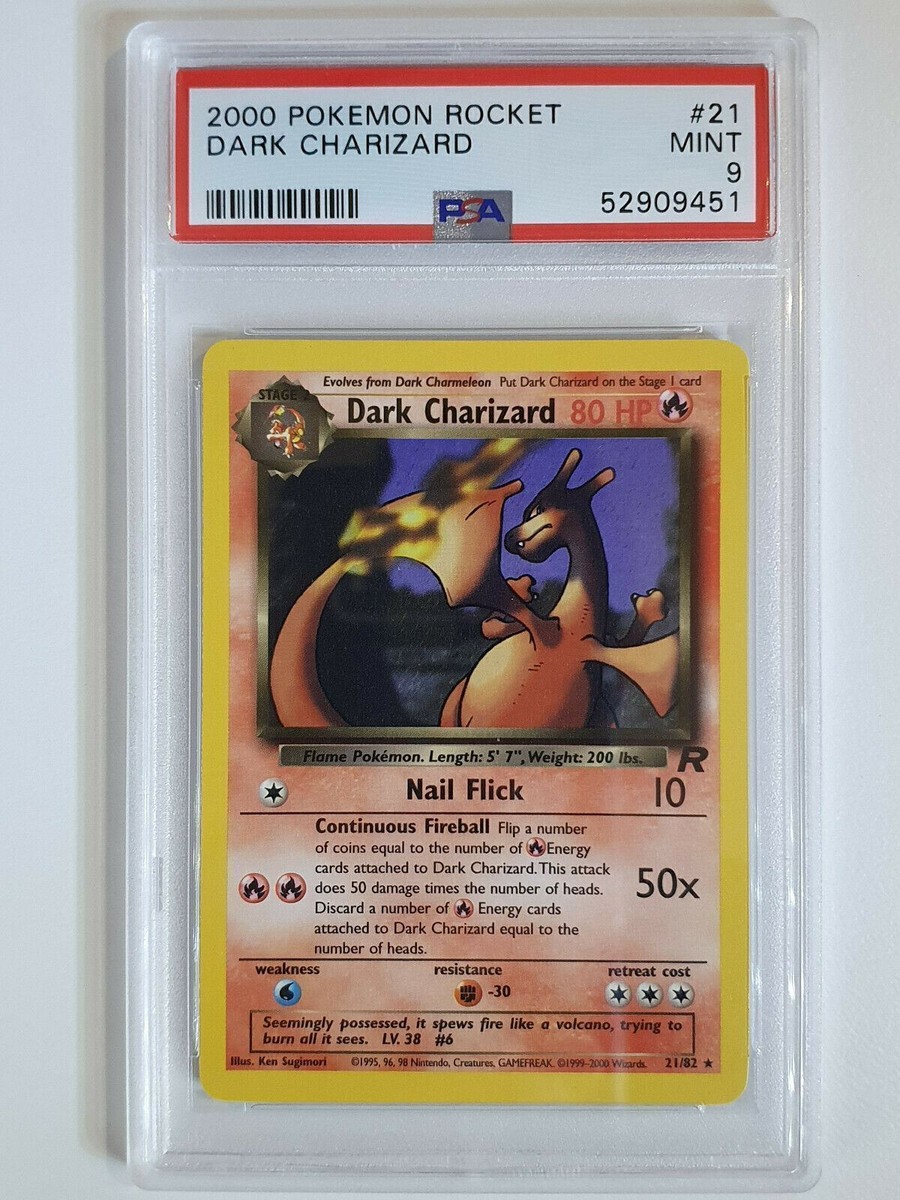 2000 POKEMON ROCKET #21
DARK CHARIZARD MINT
9
PSA 52909451
Evolves from Dark Charmeleon Put Dark Charizard on the Stage 1 card
STAGE 2
Dark Charizard 80 HP
Flame Pokémon. Length: 5' 7", Weight: 200 lbs.
R
Nail Flick 10
Continuous Fireball Flip a number
of coins equal to the number of Energy
cards attached to Dark Charizard. This attack
does 50 damage times the number of heads. 50x
Discard a number of Energy cards
attached to Dark Charizard equal to the
number of heads.
weakness resistance retreat cost
-30
Seemingly possessed, it spews fire like a volcano, trying to
burn all it sees. LV. 38 #6
Illus. Ken Sugimori ©1995, 96, 98 Nintendo, Creatures, GAMEFREAK. ©1999-2000 Wizards. 21/82 ★